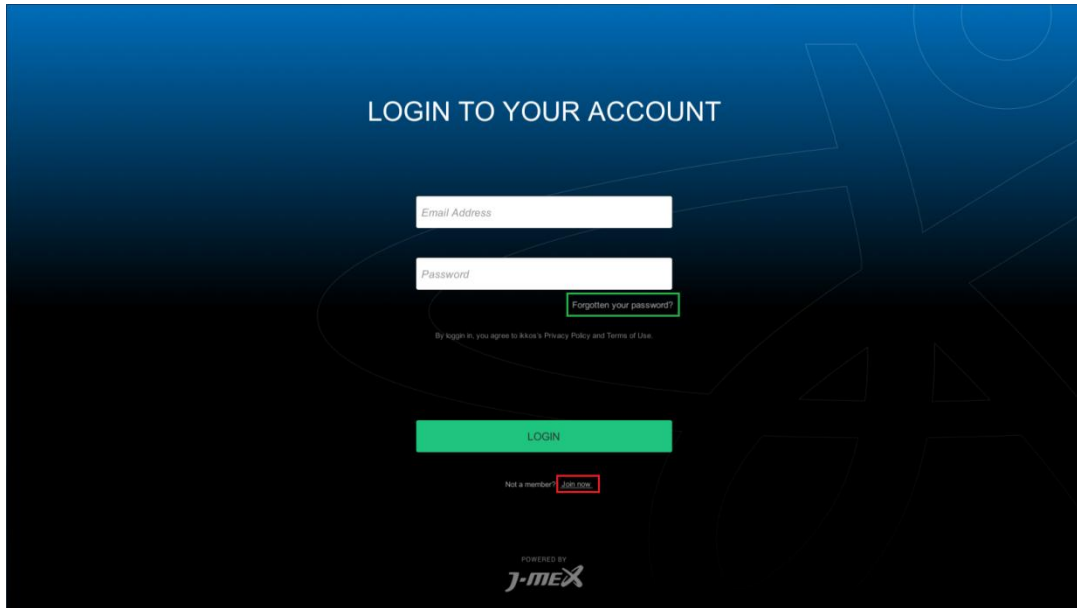 LOGIN TO YOUR ACCOUNT
Email Address
Password
Forgotten your password?
By loggin in, you agree to ikkos's Privacy Policy and Terms of Use.
LOGIN
Not a member? Join now
POWERED BY
J-MEX